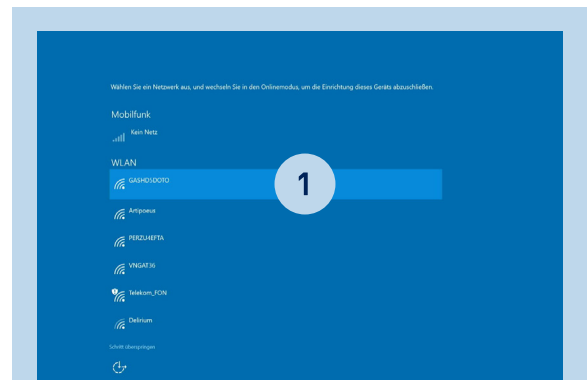 Wählen Sie ein Netzwerk aus, und wechseln Sie in den Onlinemodus, um die Einrichtung dieses Geräts abzuschließen.
Mobilfunk
Kein Netz
WLAN
GASHD5DOTO
1
Artipoeus
PERZU4EFTA
VNGAT36
Telekom_FON
Delirium
Schritt überspringen